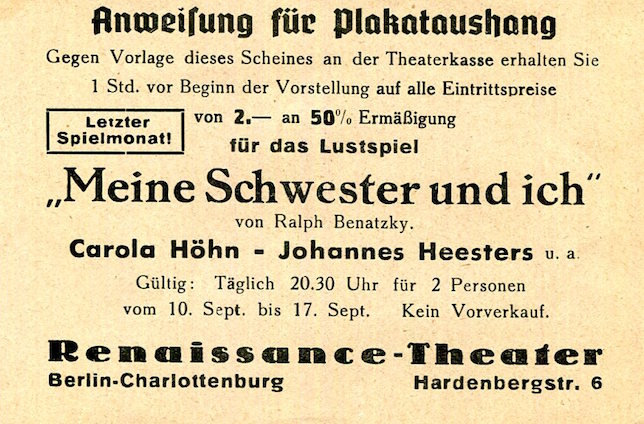 Anweisung für Plakataushang
Gegen Vorlage dieses Scheines an der Theaterkasse erhalten Sie
1 Std. vor Beginn der Vorstellung auf alle Eintrittspreise
Letzter
Spielmonat!
von 2.— an 50% Ermäßigung
für das Lustspiel
„Meine Schwester und ich“
von Ralph Benatzky.
Carola Höhn - Johannes Heesters u. a.
Gültig: Täglich 20.30 Uhr für 2 Personen
vom 10. Sept. bis 17. Sept. Kein Vorverkauf.
Renaissance-Theater
Berlin-Charlottenburg Hardenbergstr. 6